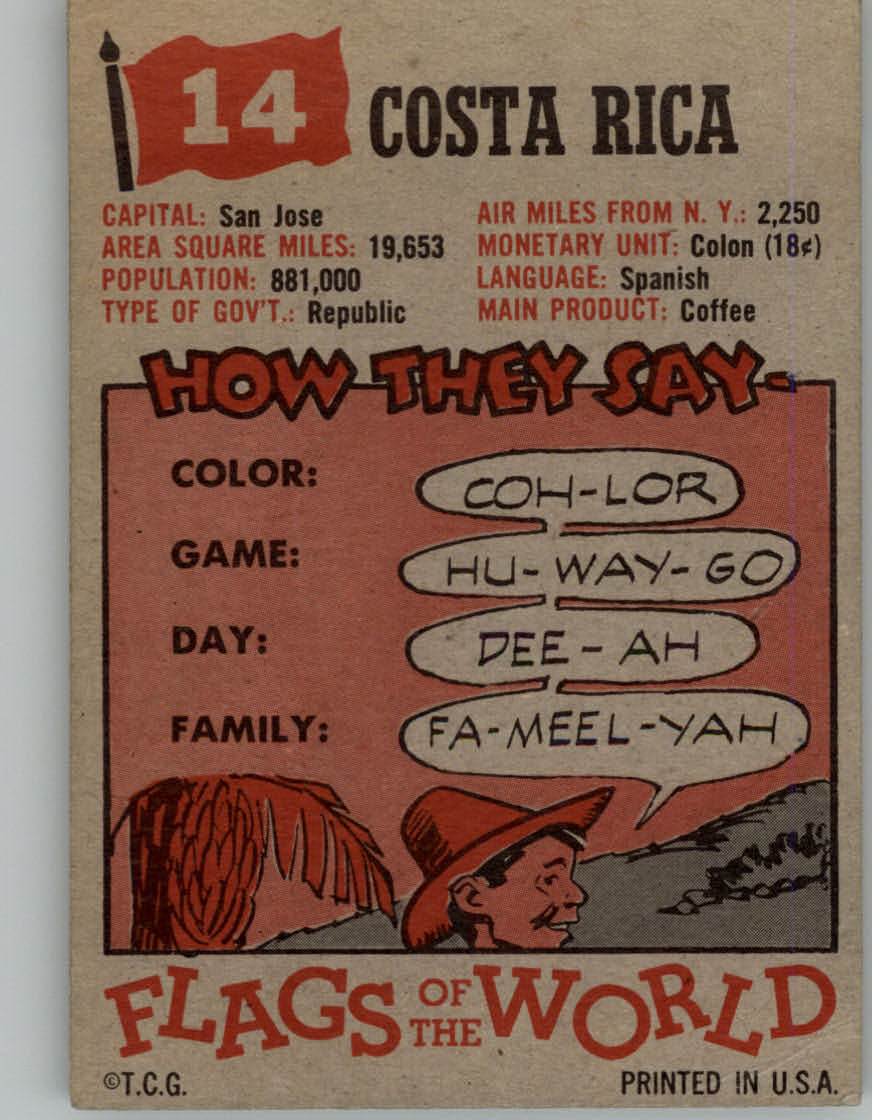 14 COSTA RICA
CAPITAL: San Jose
AREA SQUARE MILES: 19,653
POPULATION: 881,000
TYPE OF GOV'T.: Republic
AIR MILES FROM N. Y.: 2,250
MONETARY UNIT: Colon (18¢)
LANGUAGE: Spanish
MAIN PRODUCT: Coffee
HOW THEY SAY-
COLOR: COH-LOR
GAME: HU-WAY-GO
DAY: DEE-AH
FAMILY: FA-MEEL-YAH
FLAGS OF THE WORLD
©T.C.G. PRINTED IN U.S.A.